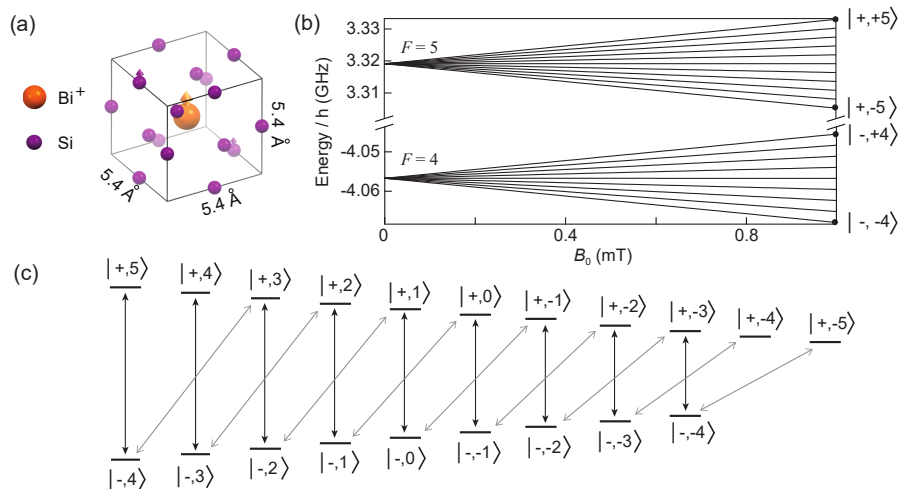 (a)
Bi+
Si
5.4 Å
5.4 Å
5.4 Å
(b)
Energy / h (GHz)
3.33
3.32
3.31
-4.05
-4.06
F = 5
F = 4
|+,+5⟩
|+,-5⟩
|-,+4⟩
|-, -4⟩
0 0.4 0.8
B0 (mT)
(c)
|+,5⟩ |+,4⟩ |+,3⟩ |+,2⟩ |+,1⟩ |+,0⟩ |+,-1⟩ |+,-2⟩ |+,-3⟩ |+,-4⟩ |+,-5⟩
|-,4⟩ |-,3⟩ |-,2⟩ |-,1⟩ |-,0⟩ |-,-1⟩ |-,-2⟩ |-,-3⟩ |-,-4⟩